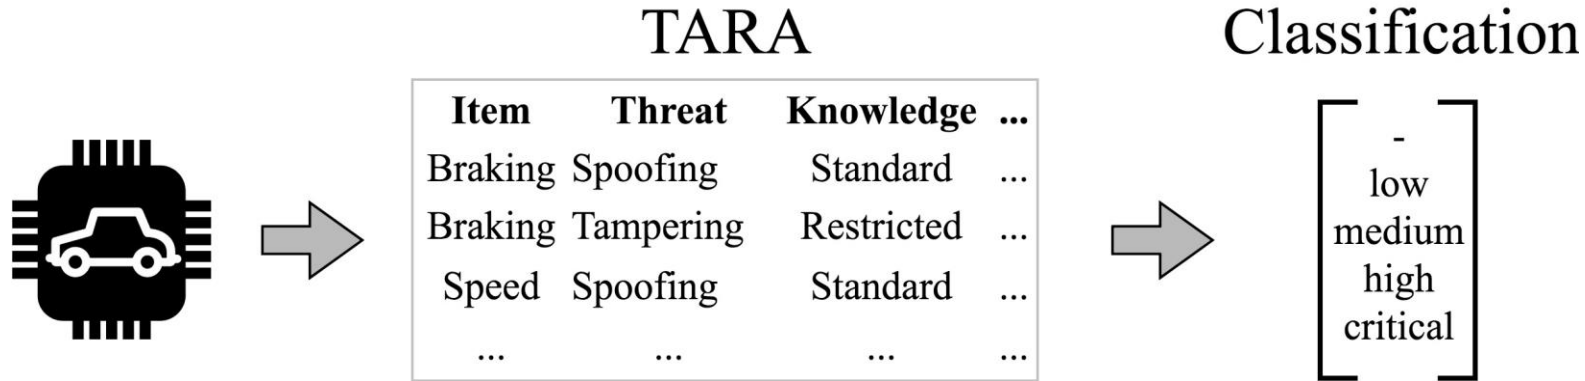 TARA
Classification
Item Threat Knowledge ...
Braking Spoofing Standard ...
Braking Tampering Restricted ...
Speed Spoofing Standard ...
... ... ... ...
-
low
medium
high
critical